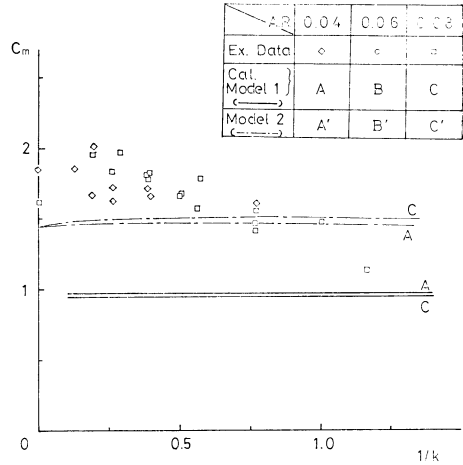 Cm
AR 0.04 0.06 0.08
Ex. Data
Cal.
Model 1 A B C
Model 2 A' B' C'
2
C
A
1
A
C
0
0 0.5 1.0
1/k